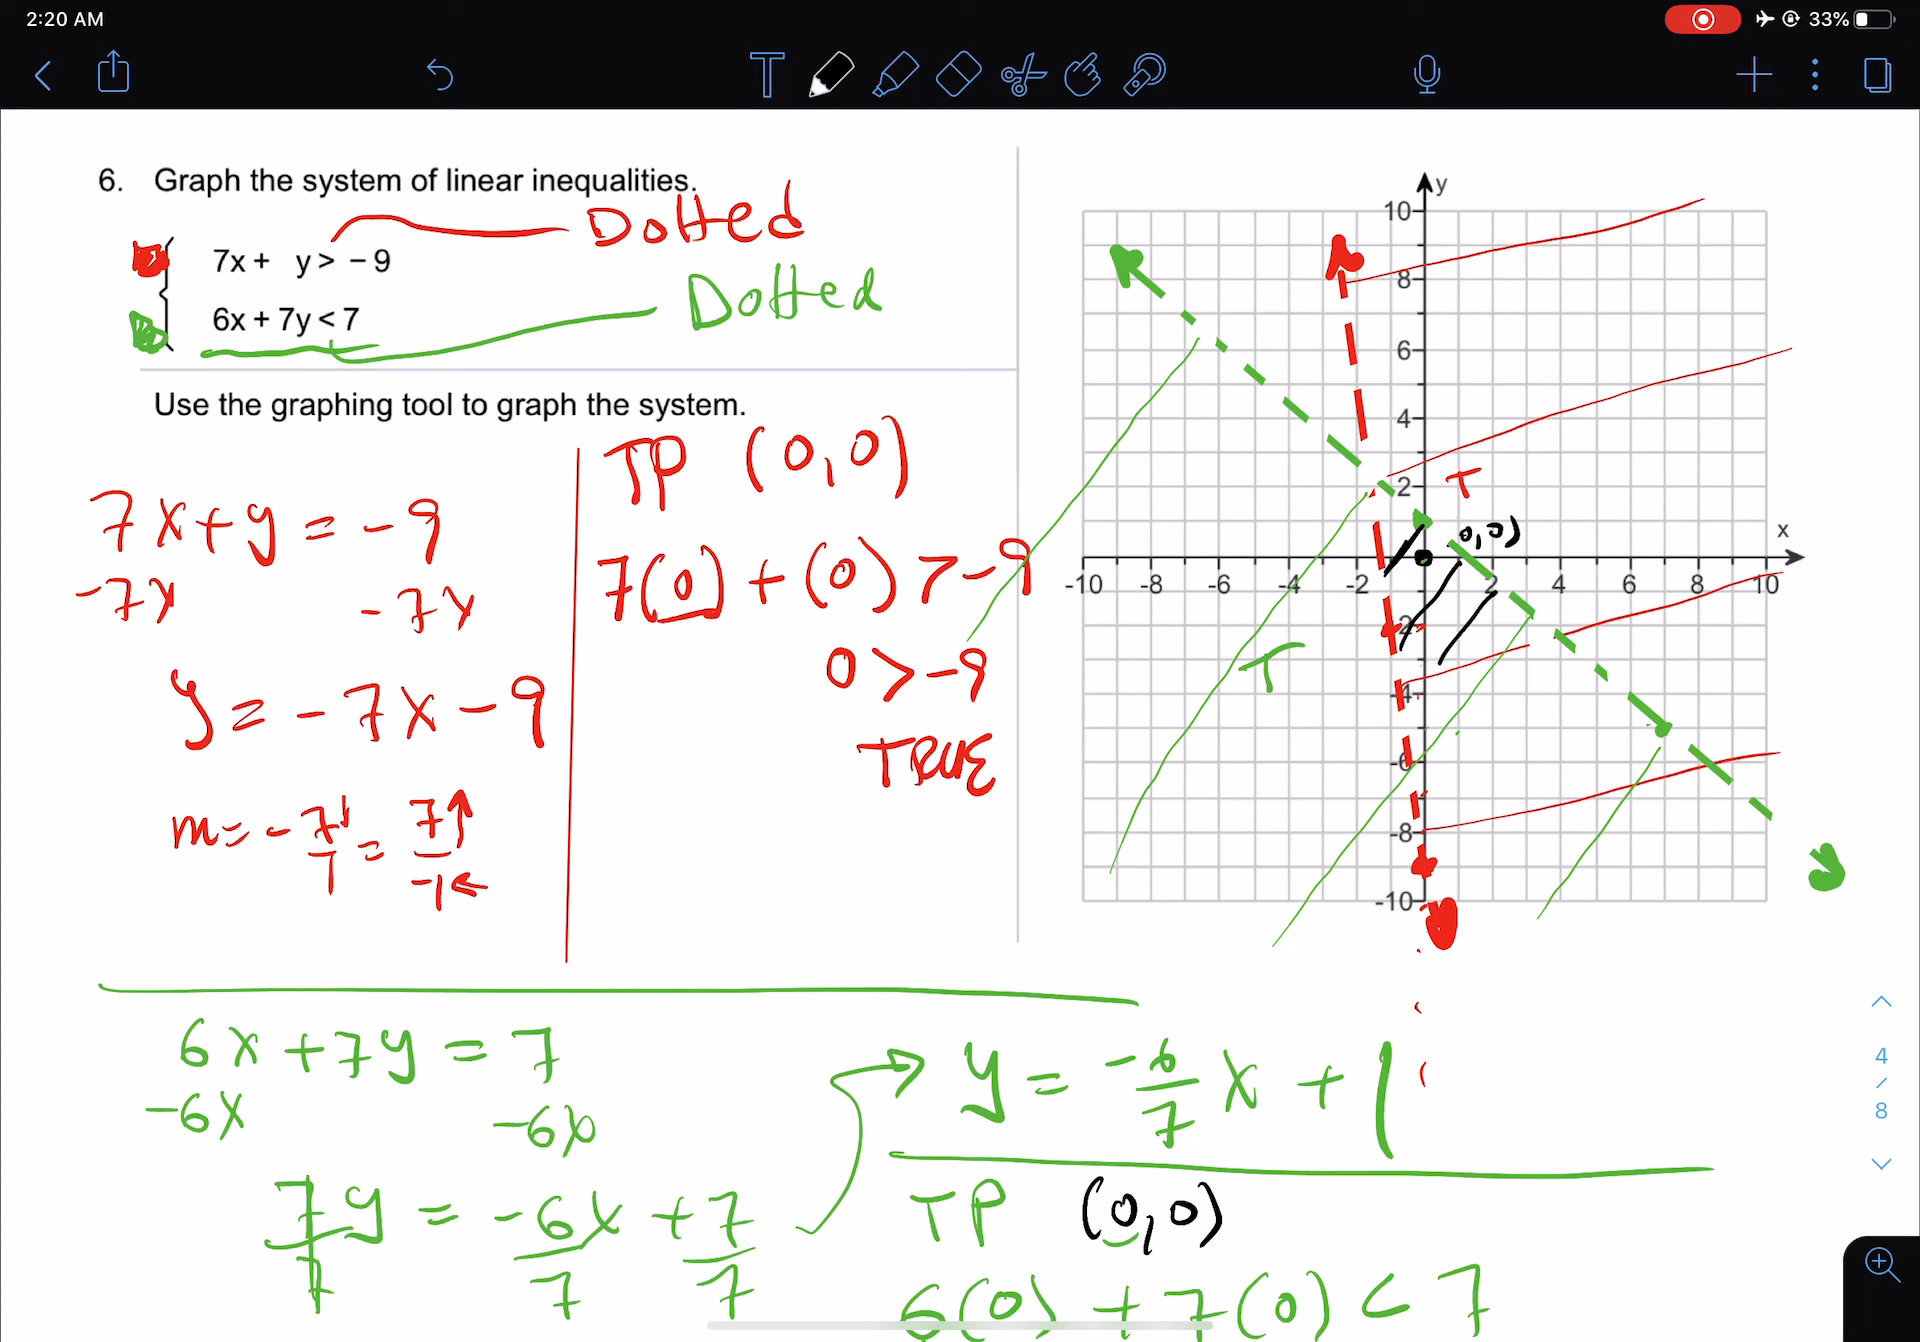 2:20 AM
33%
6. Graph the system of linear inequalities.
Dotted
7x + y > − 9
Dotted
6x + 7y < 7
Use the graphing tool to graph the system.
TP (0,0)
7x + y = -9
-7x -7x
7(0) + (0) > -9
y = -7x - 9
0 > -9
TRUE
m = -7/1 = 7/-1
y
10
8
6
4
2
T
(0,0)
x
-10 -8 -6 -4 -2 2 4 6 8 10
-2
T
-4
-6
-8
-10
6x + 7y = 7
-6x -6x
y = -6/7 x + 1
7y/7 = -6x/7 + 7/7
TP (0,0)
6(0) + 7(0) < 7
4
/
8